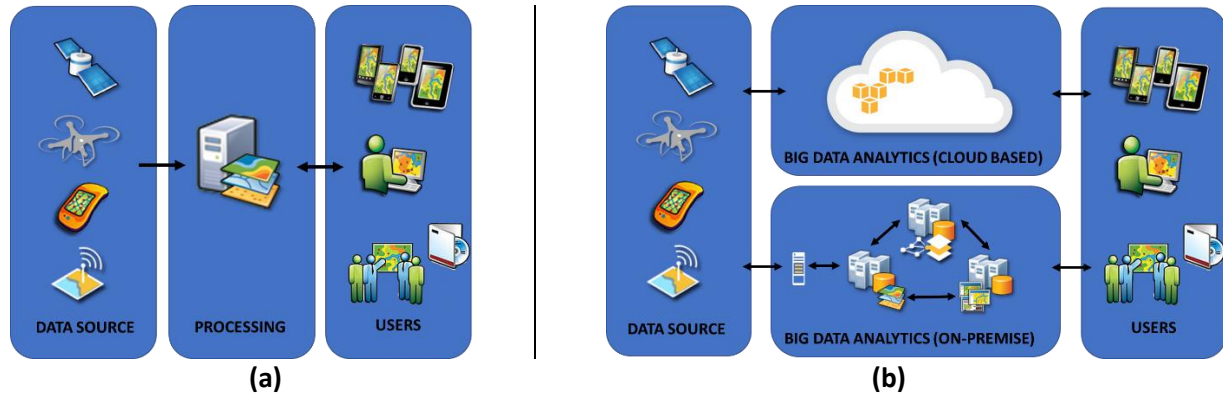 DATA SOURCE
PROCESSING
USERS
(a)
BIG DATA ANALYTICS (CLOUD BASED)
DATA SOURCE
BIG DATA ANALYTICS (ON-PREMISE)
USERS
(b)